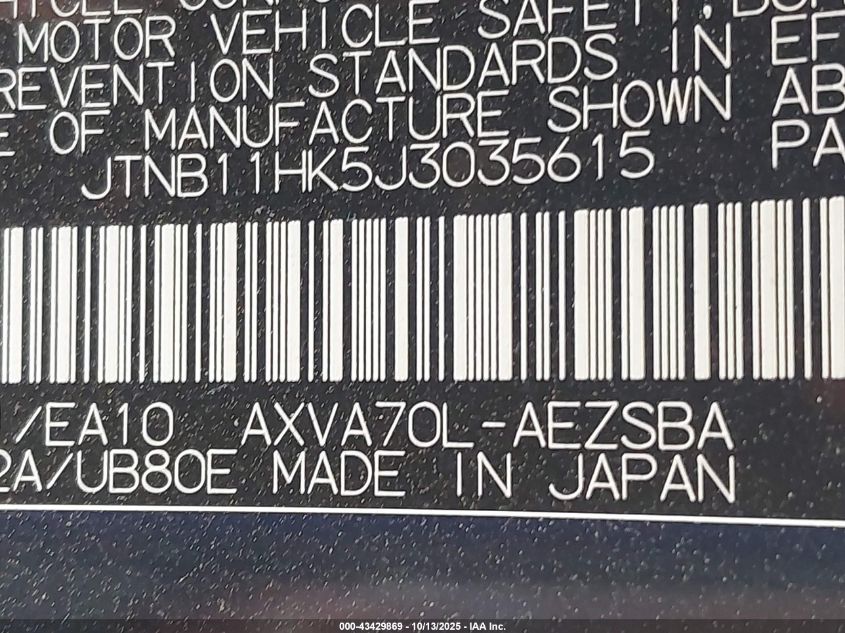 MOTOR VEHICLE SAFETY, BU
REVENTION STANDARDS IN EF
E OF MANUFACTURE SHOWN AB
JTNB11HK5J3035615 PA
/EA10 AXVA70L-AEZSBA
2A/UB80E MADE IN JAPAN
000-43429869 - 10/13/2025 - IAA Inc.